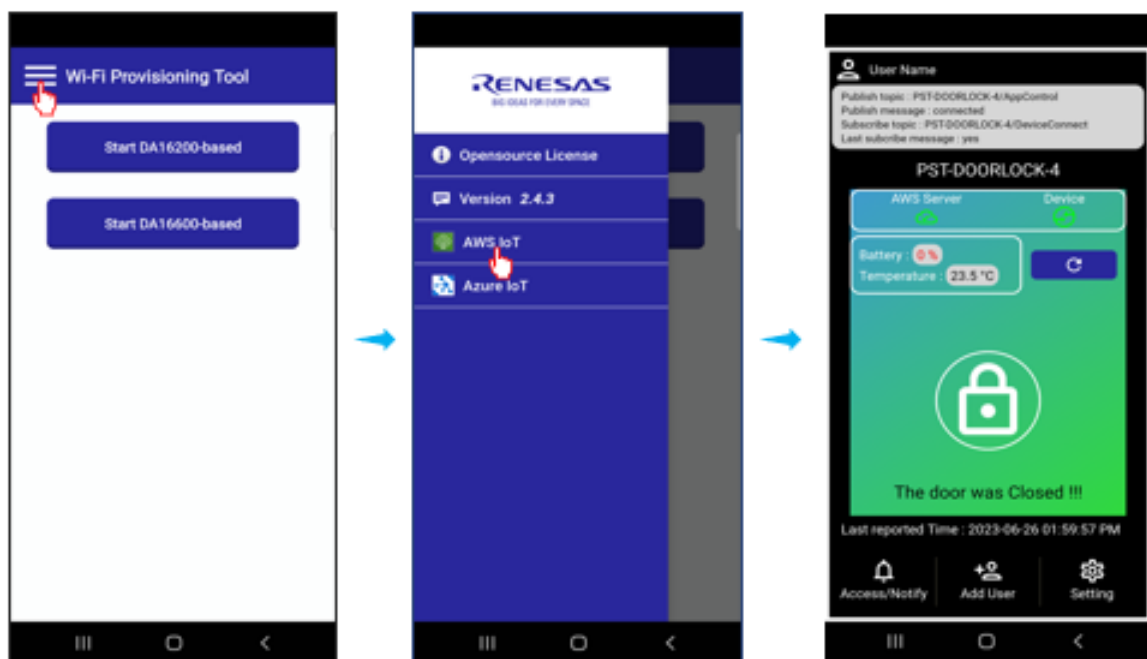 Wi-Fi Provisioning Tool
Start DA16200-based
Start DA16600-based
RENESAS
BIG IDEAS FOR EVERY SPACE
Opensource License
Version 2.4.3
AWS IoT
Azure IoT
User Name
Publish topic : PST-DOORLOCK-4/AppControl
Publish message : connected
Subscribe topic : PST-DOORLOCK-4/DeviceConnect
Last subcribe message : yes
PST-DOORLOCK-4
AWS Server
Device
Battery : 0 %
Temperature : 23.5 °C
The door was Closed !!!
Last reported Time : 2023-06-26 01:59:57 PM
Access/Notify
Add User
Setting